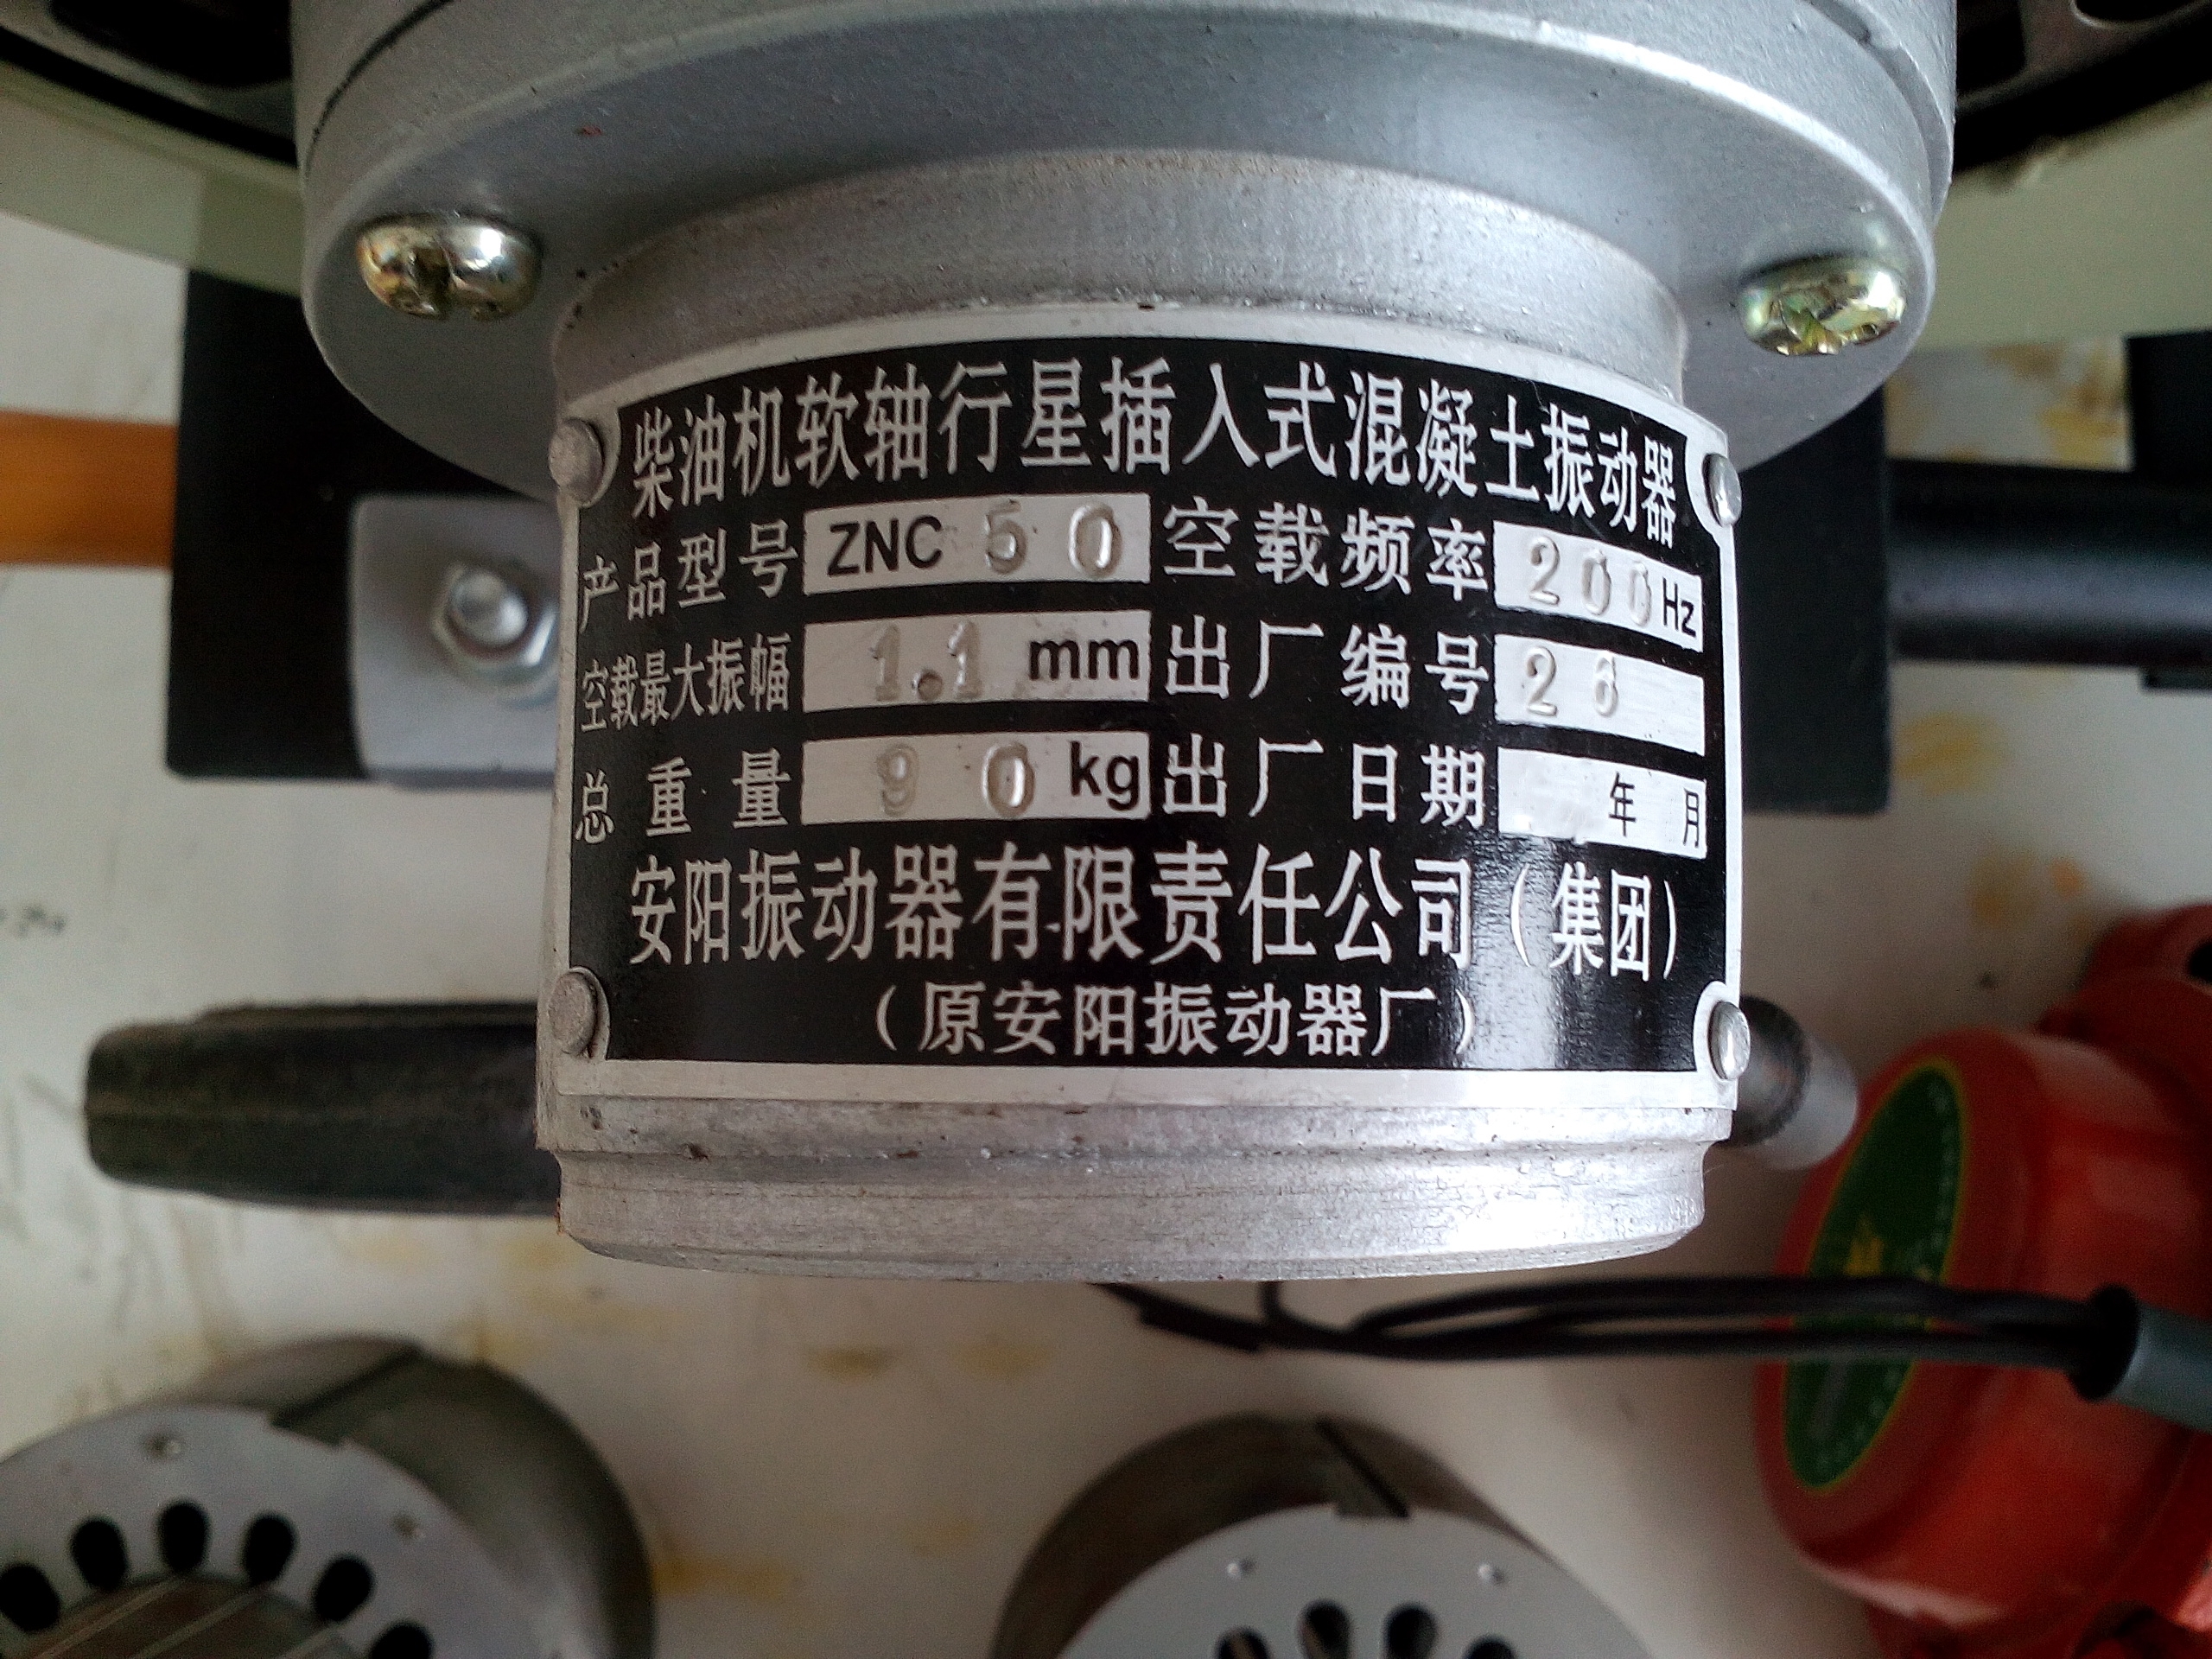 柴油机软轴行星插入式混凝土振动器
产品型号 ZNC 50 空载频率 200 Hz
空载最大振幅 1.1 mm 出厂编号 26
总重量 90 kg 出厂日期 年 月
安阳振动器有限责任公司（集团）
（原安阳振动器厂）